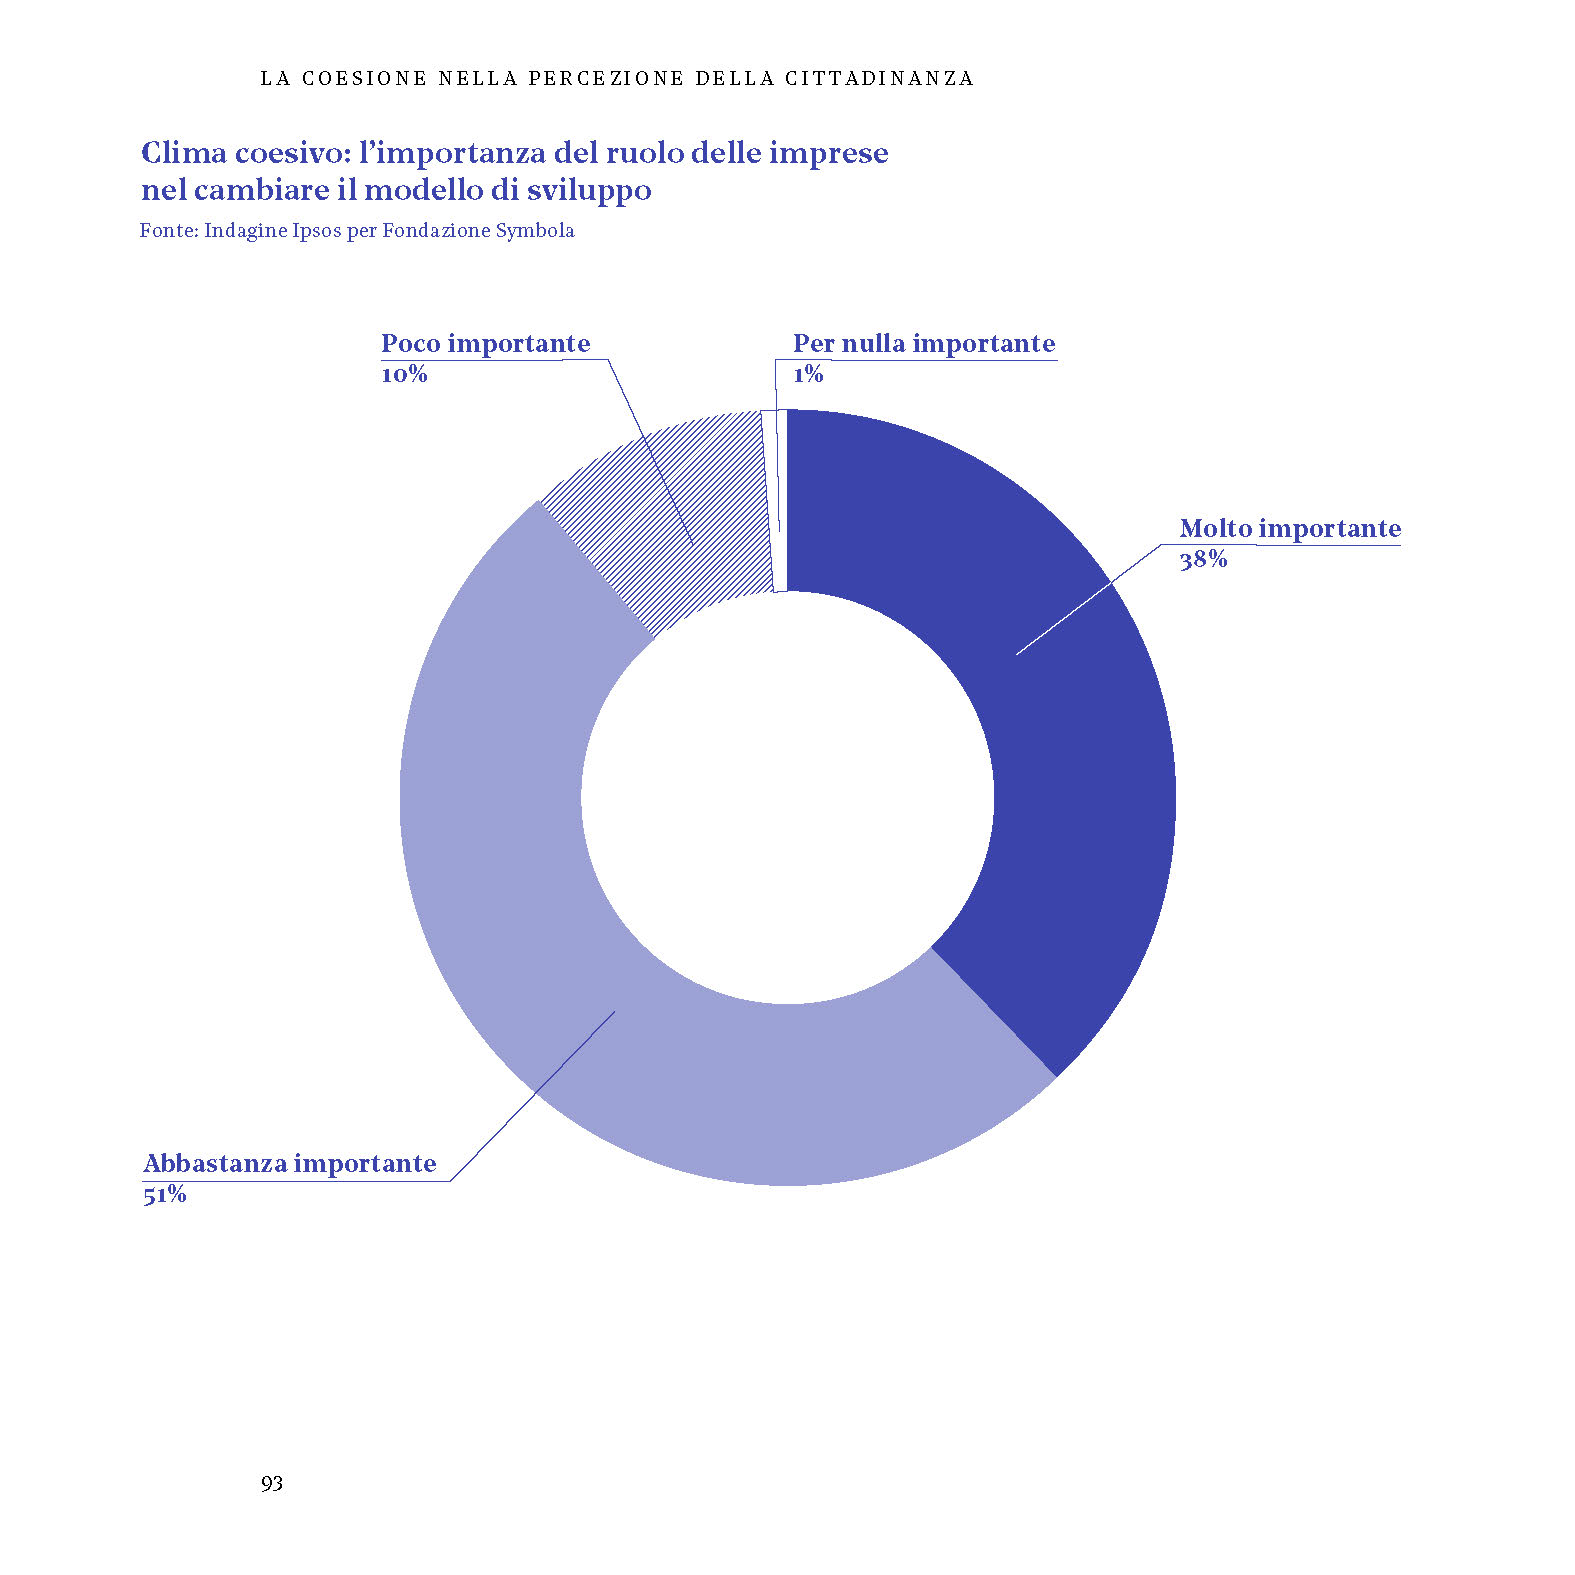 LA COESIONE NELLA PERCEZIONE DELLA CITTADINANZA
Clima coesivo: l’importanza del ruolo delle imprese
nel cambiare il modello di sviluppo
Fonte: Indagine Ipsos per Fondazione Symbola
Poco importante
10%
Per nulla importante
1%
Molto importante
38%
Abbastanza importante
51%
93